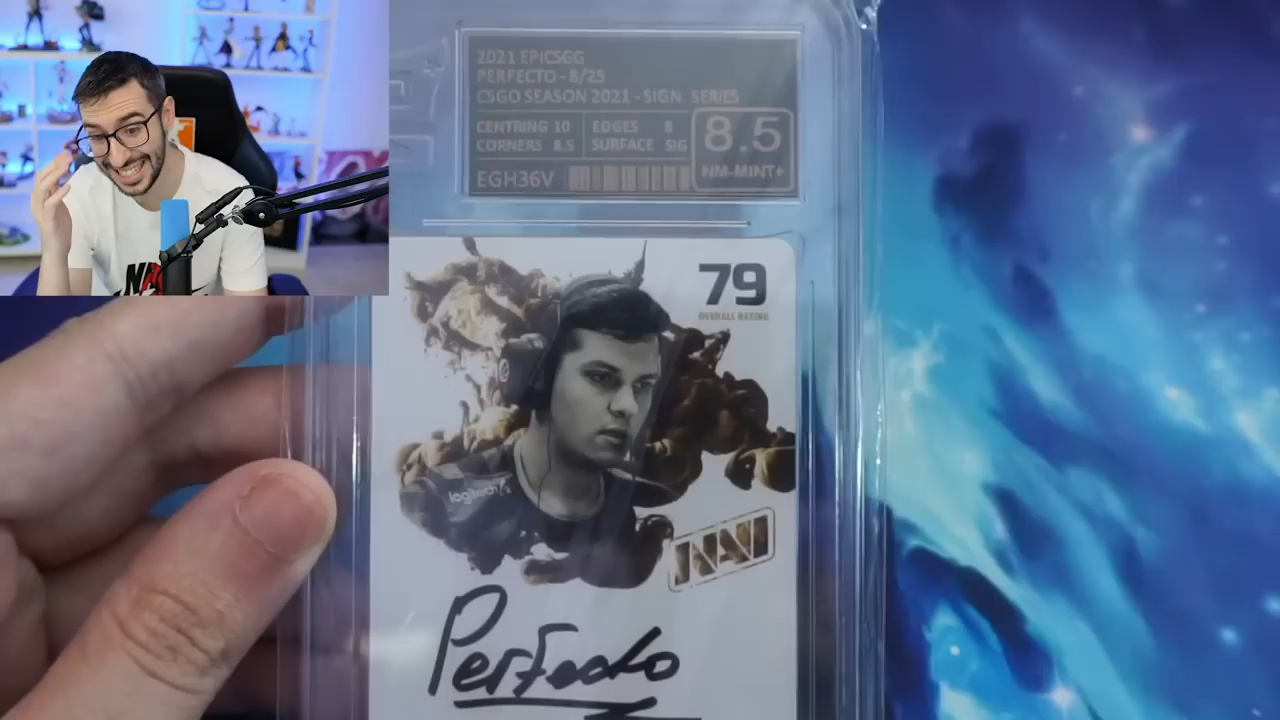 2021 EPICSGG
PERFECTO - 8/25
CSGO SEASON 2021 - SIGN. SERIES
CENTRING 10
CORNERS 8.5
EDGES 8
SURFACE SIG
8.5
NM-MINT+
EGH36V
79
OVERALL RATING
logitech
NAVI
Perfecto